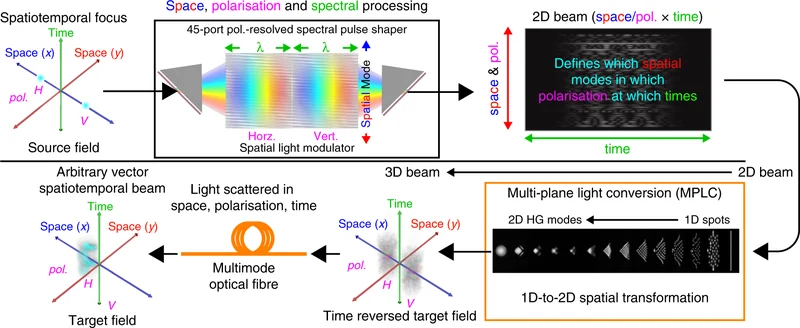 Spatiotemporal focus
Time
Space (x)
Space (y)
pol.
H
V
Source field
Space, polarisation and spectral processing
45-port pol.-resolved spectral pulse shaper
λ
λ
Spatial Mode
Horz.
Vert.
Spatial light modulator
2D beam (space/pol. × time)
space & pol.
Defines which spatial
modes in which
polarisation at which times
time
3D beam
2D beam
Arbitrary vector
spatiotemporal beam
Time
Space (x)
Space (y)
pol.
H
V
Target field
Light scattered in
space, polarisation, time
Multimode
optical fibre
Time
Space (x)
Space (y)
pol.
H
V
Time reversed target field
Multi-plane light conversion (MPLC)
2D HG modes
1D spots
1D-to-2D spatial transformation